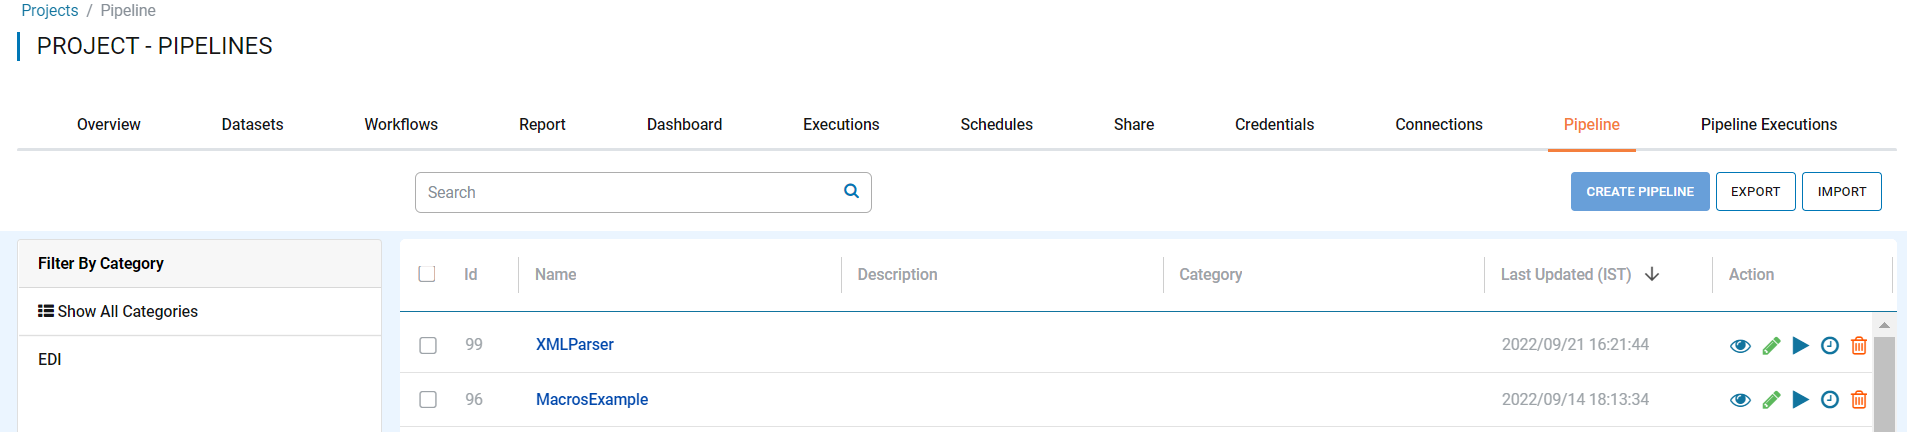 Projects / Pipeline
PROJECT - PIPELINES
Overview Datasets Workflows Report Dashboard Executions Schedules Share Credentials Connections Pipeline Pipeline Executions
Search CREATE PIPELINE EXPORT IMPORT
Filter By Category
Show All Categories
EDI
Id Name Description Category Last Updated (IST) Action
99 XMLParser 2022/09/21 16:21:44
96 MacrosExample 2022/09/14 18:13:34